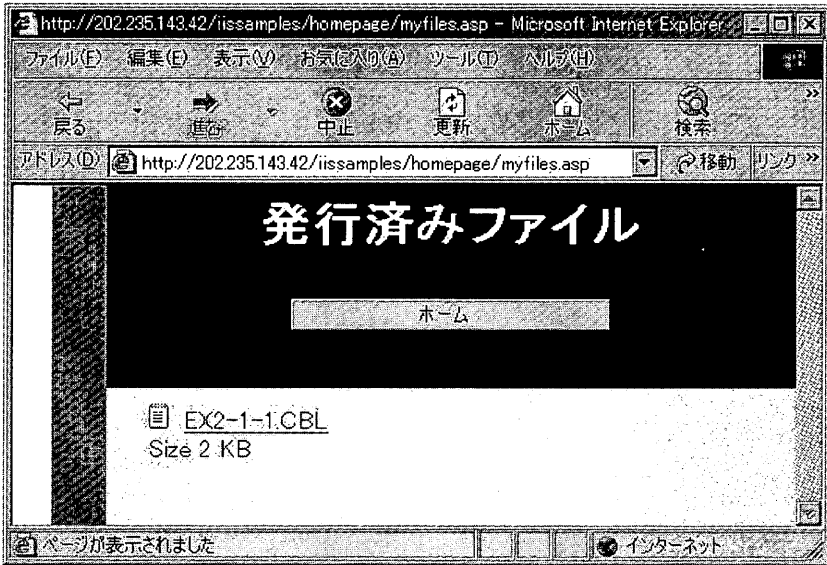 http://202.235.143.42/iissamples/homepage/myfiles.asp - Microsoft Internet Explorer
ファイル(F) 編集(E) 表示(V) お気に入り(A) ツール(T) ヘルプ(H)
戻る 進む 中止 更新 ホーム 検索 »
アドレス(D) http://202.235.143.42/iissamples/homepage/myfiles.asp 移動 リンク »
発行済みファイル
ホーム
EX2-1-1.CBL
Size 2 KB
ページが表示されました インターネット